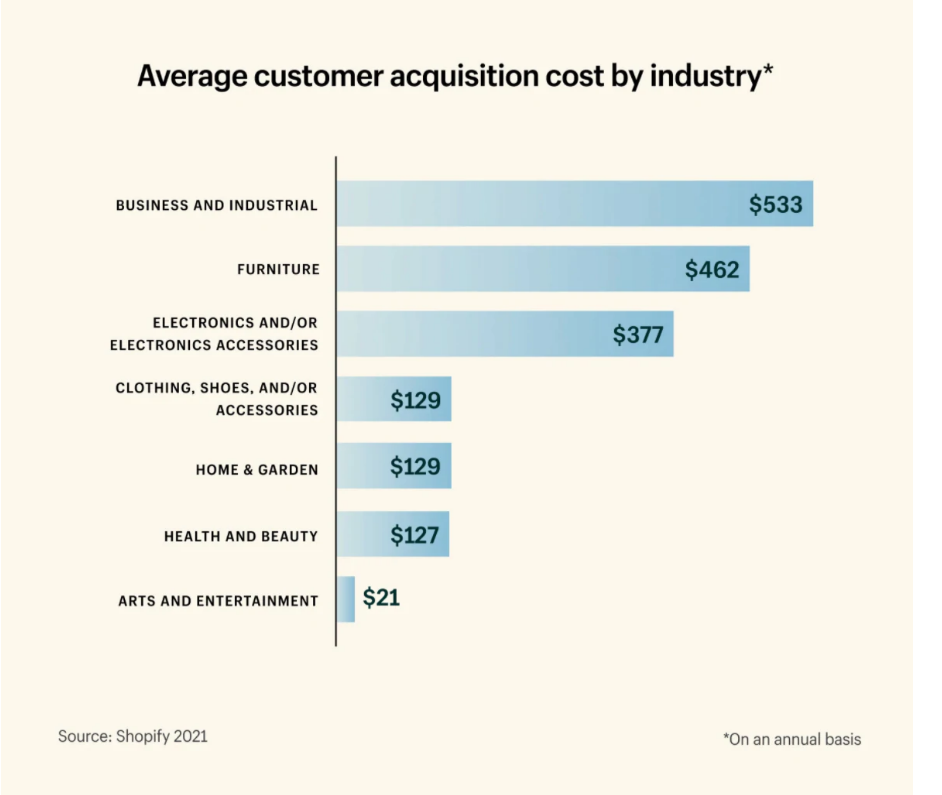 Average customer acquisition cost by industry*
BUSINESS AND INDUSTRIAL
$533
FURNITURE
$462
ELECTRONICS AND/OR
ELECTRONICS ACCESSORIES
$377
CLOTHING, SHOES, AND/OR
ACCESSORIES
$129
HOME & GARDEN
$129
HEALTH AND BEAUTY
$127
ARTS AND ENTERTAINMENT
$21
Source: Shopify 2021
*On an annual basis